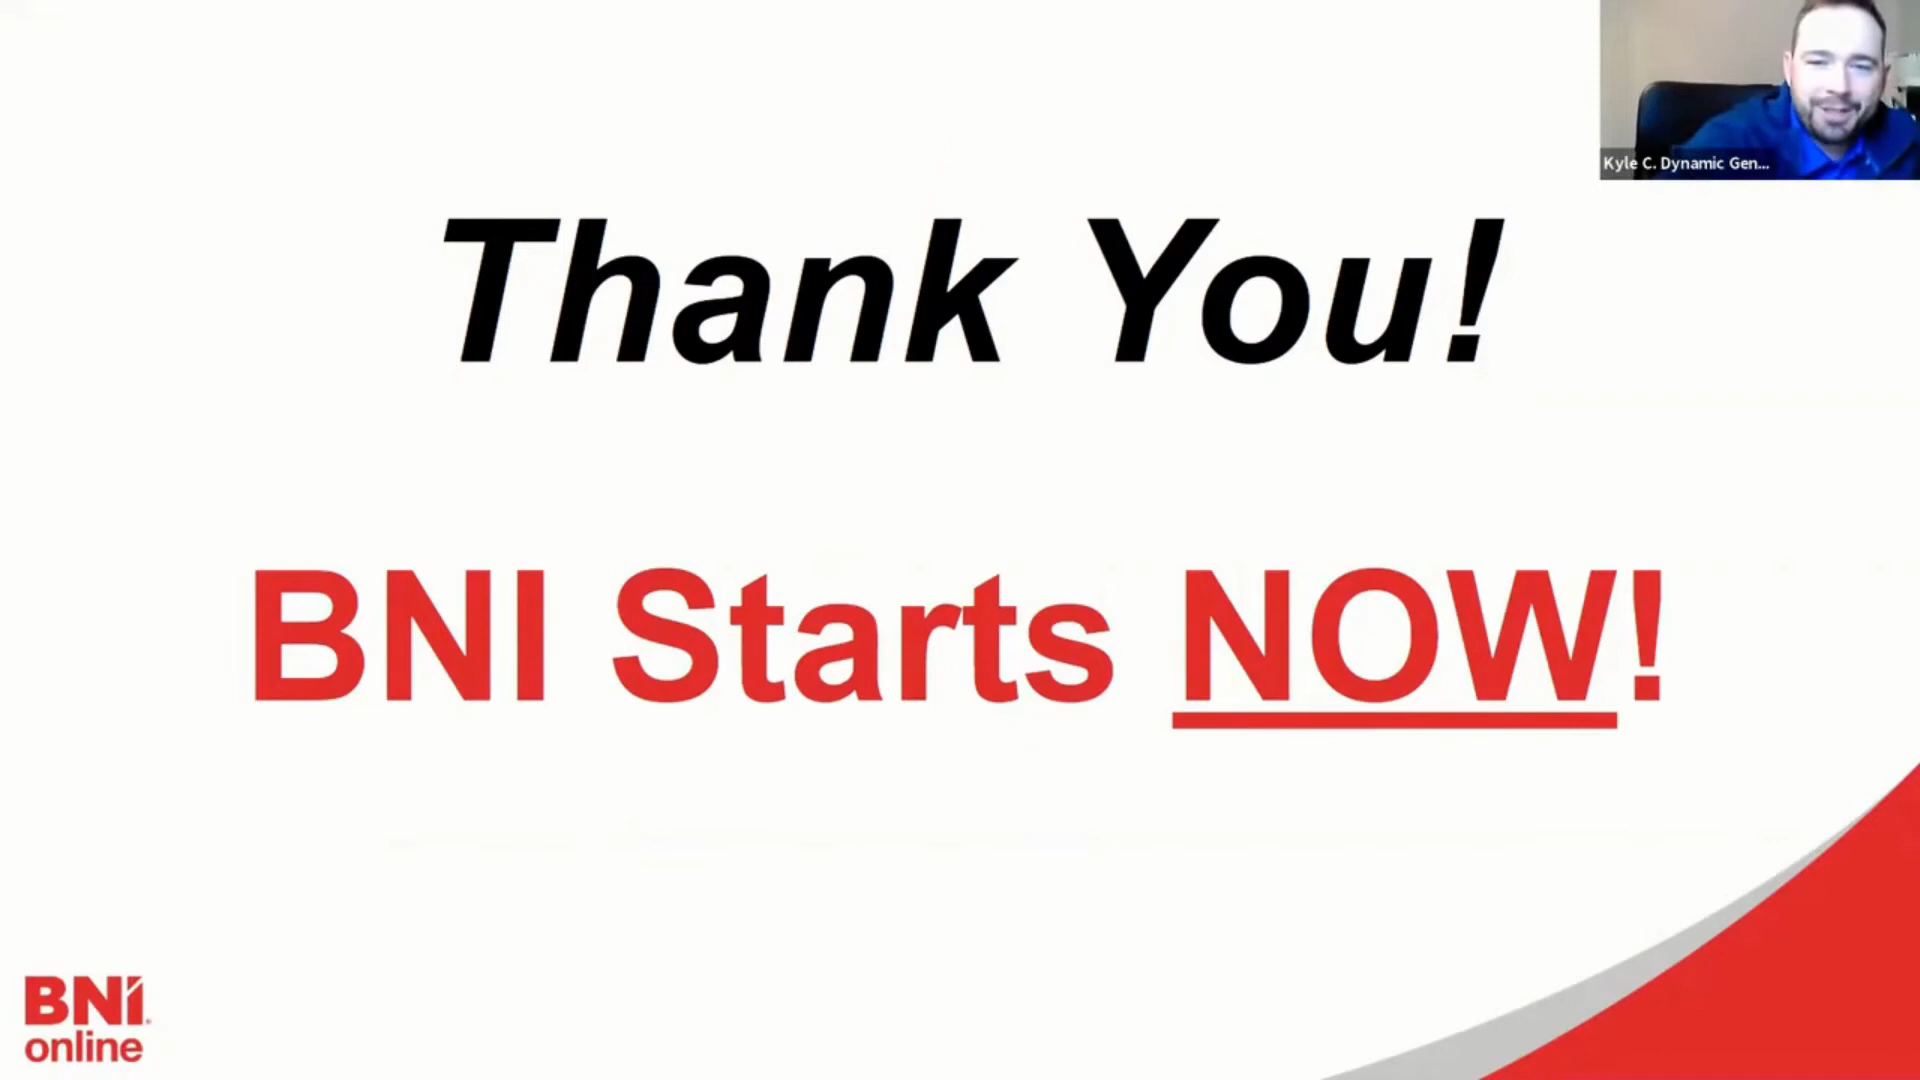 Kyle C. Dynamic Gen...
Thank You!
BNI Starts NOW!
BNI
online